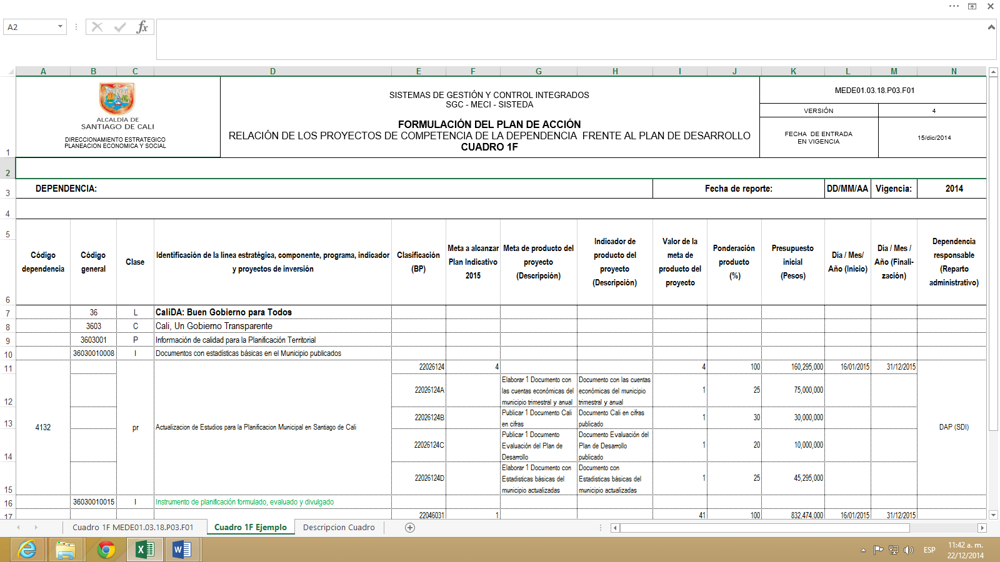 A2
fx
A B C D E F G H I J K L M N
1
ALCALDÍA DE
SANTIAGO DE CALI
DIRECCIONAMIENTO ESTRATEGICO
PLANEACION ECONOMICA Y SOCIAL
SISTEMAS DE GESTIÓN Y CONTROL INTEGRADOS
SGC - MECI - SISTEDA
FORMULACIÓN DEL PLAN DE ACCIÓN
RELACIÓN DE LOS PROYECTOS DE COMPETENCIA DE LA DEPENDENCIA FRENTE AL PLAN DE DESARROLLO
CUADRO 1F
MEDE01.03.18.P03.F01
VERSIÓN 4
FECHA DE ENTRADA
EN VIGENCIA
15/dic/2014
2
3 DEPENDENCIA: Fecha de reporte: DD/MM/AA Vigencia: 2014
4
5
6
Código
dependencia
Código
general
Clase
Identificación de la línea estratégica, componente, programa, indicador
y proyectos de inversión
Clasificación
(BP)
Meta a alcanzar
Plan Indicativo
2015
Meta de producto del
proyecto
(Descripción)
Indicador de
producto del
proyecto
(Descripción)
Valor de la
meta de
producto del
proyecto
Ponderación
producto
(%)
Presupuesto
inicial
(Pesos)
Día / Mes/
Año (Inicio)
Día / Mes /
Año (Finali-
zación)
Dependencia
responsable
(Reparto
administrativo)
7 36 L CaliDA: Buen Gobierno para Todos
8 3603 C Cali, Un Gobierno Transparente
9 3603001 P Información de calidad para la Planificación Territorial
10 36030010008 I Documentos con estadísticas básicas en el Municipio publicados
11 22026124 4 4 100 160,295,000 16/01/2015 31/12/2015
12 22026124A
Elaborar 1 Documento con
las cuentas económicas del
municipio trimestral y anual
Documento con las cuentas
económicas del municipio
trimestral y anual
1 25 75,000,000
13 22026124B
Publicar 1 Documento Cali
en cifras
Documento Cali en cifras
publicado
1 30 30,000,000
4132 pr Actualizacion de Estudios para la Planificacion Municipal en Santiago de Cali DAP (SDI)
14 22026124C
Publicar 1 Documento
Evaluación del Plan de
Desarrollo
Documento Evaluación del
Plan de Desarrollo
publicado
1 20 10,000,000
15 22026124D
Elaborar 1 Documento con
Estadisticas básicas del
municipio actualizadas
Documento con
Estadisticas básicas del
municipio actualizadas
1 25 45,295,000
16 36030010015 I Instrumento de planificación formulado, evaluado y divulgado
17 22046031 1 41 100 832,474,000 16/01/2015 31/12/2015
Cuadro 1F MEDE01.03.18.P03.F01 Cuadro 1F Ejemplo Descripcion Cuadro
ESP
11:42 a. m.
22/12/2014